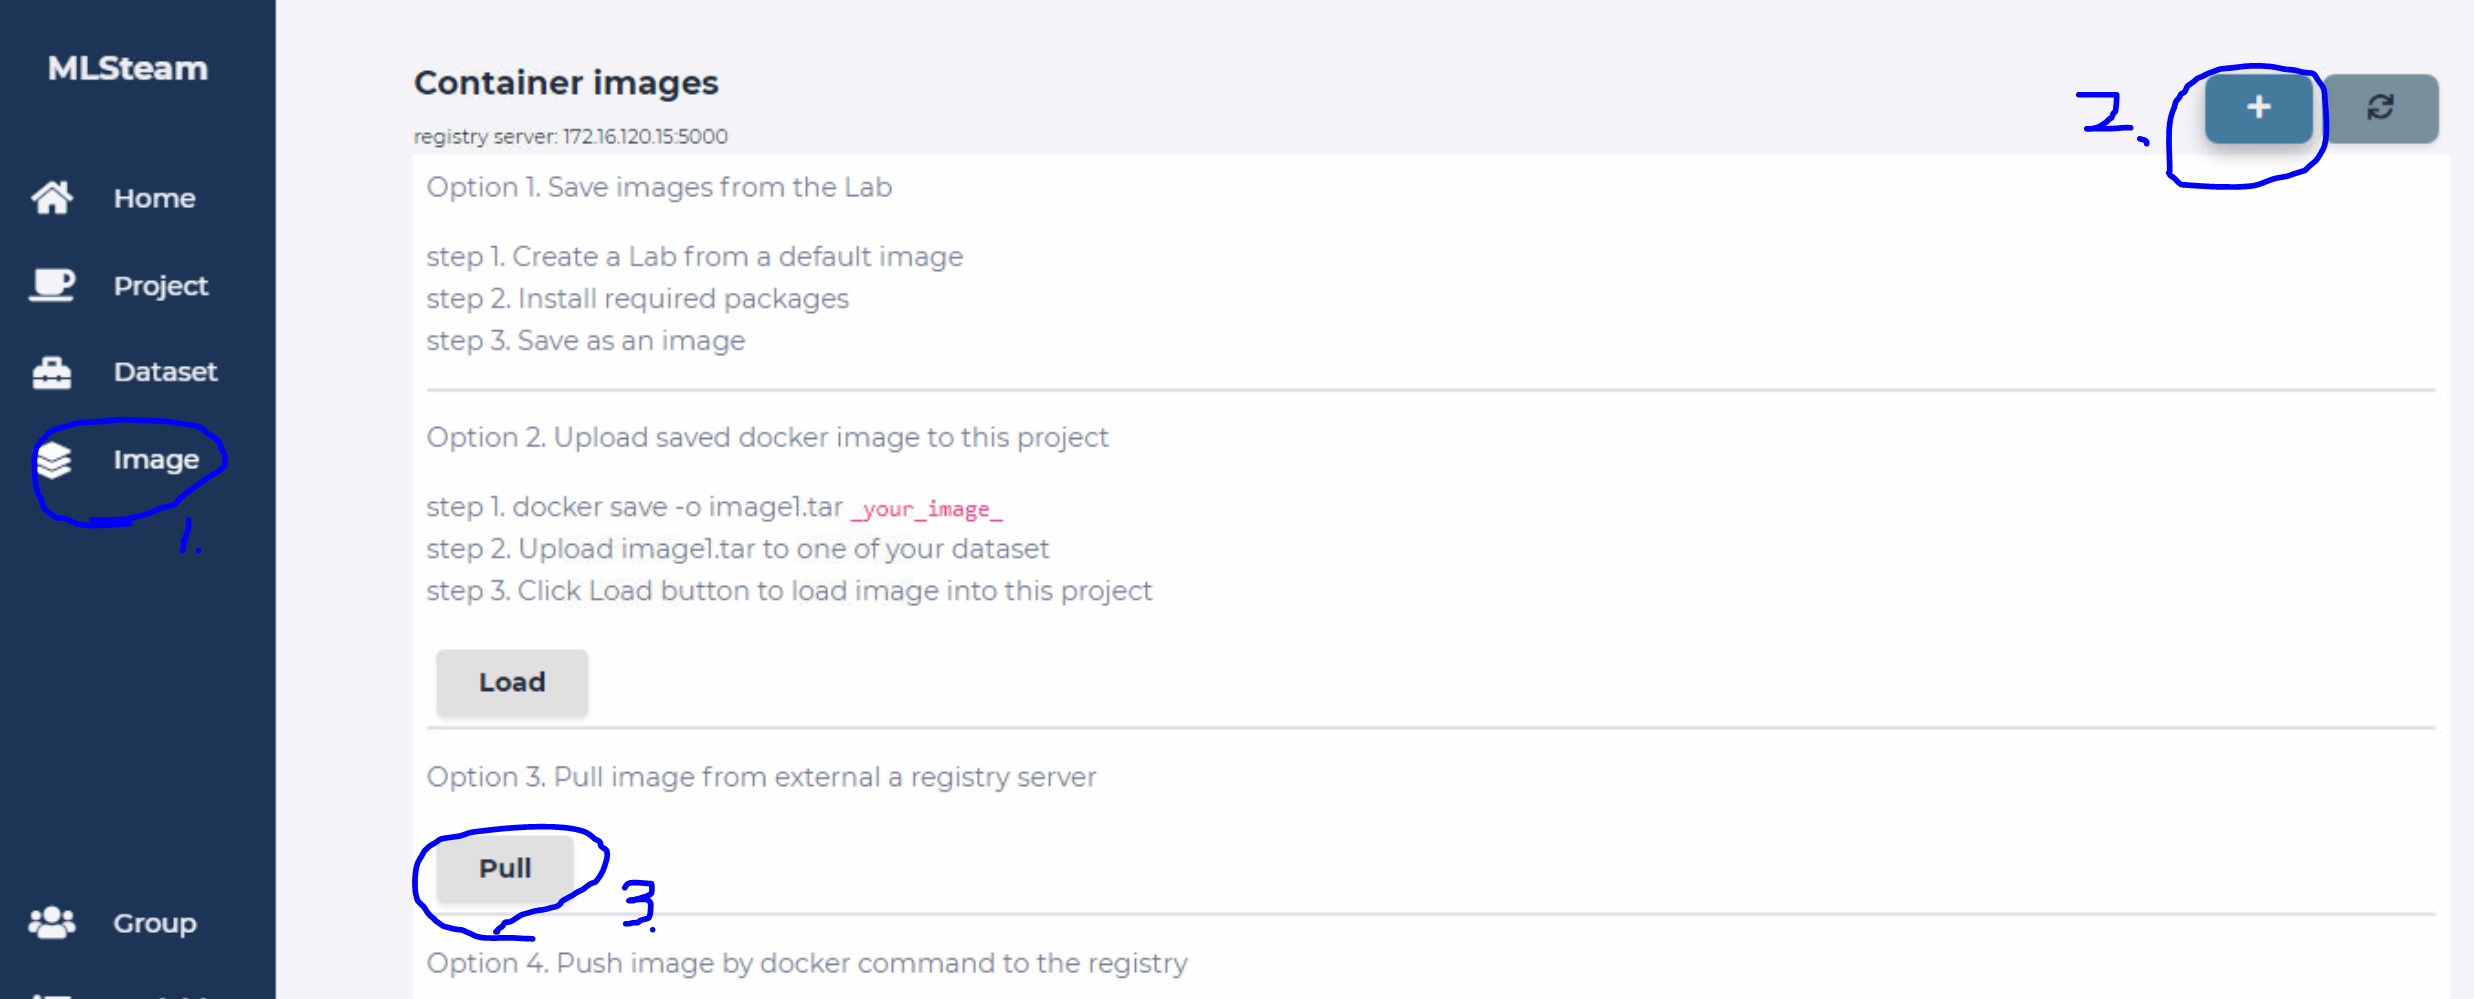 MLSteam
Home
Project
Dataset
Image
1.
Group
Container images
registry server: 172.16.120.15:5000
2.
Option 1. Save images from the Lab
step 1. Create a Lab from a default image
step 2. Install required packages
step 3. Save as an image
Option 2. Upload saved docker image to this project
step 1. docker save -o image1.tar _your_image_
step 2. Upload image1.tar to one of your dataset
step 3. Click Load button to load image into this project
Load
Option 3. Pull image from external a registry server
Pull
3.
Option 4. Push image by docker command to the registry